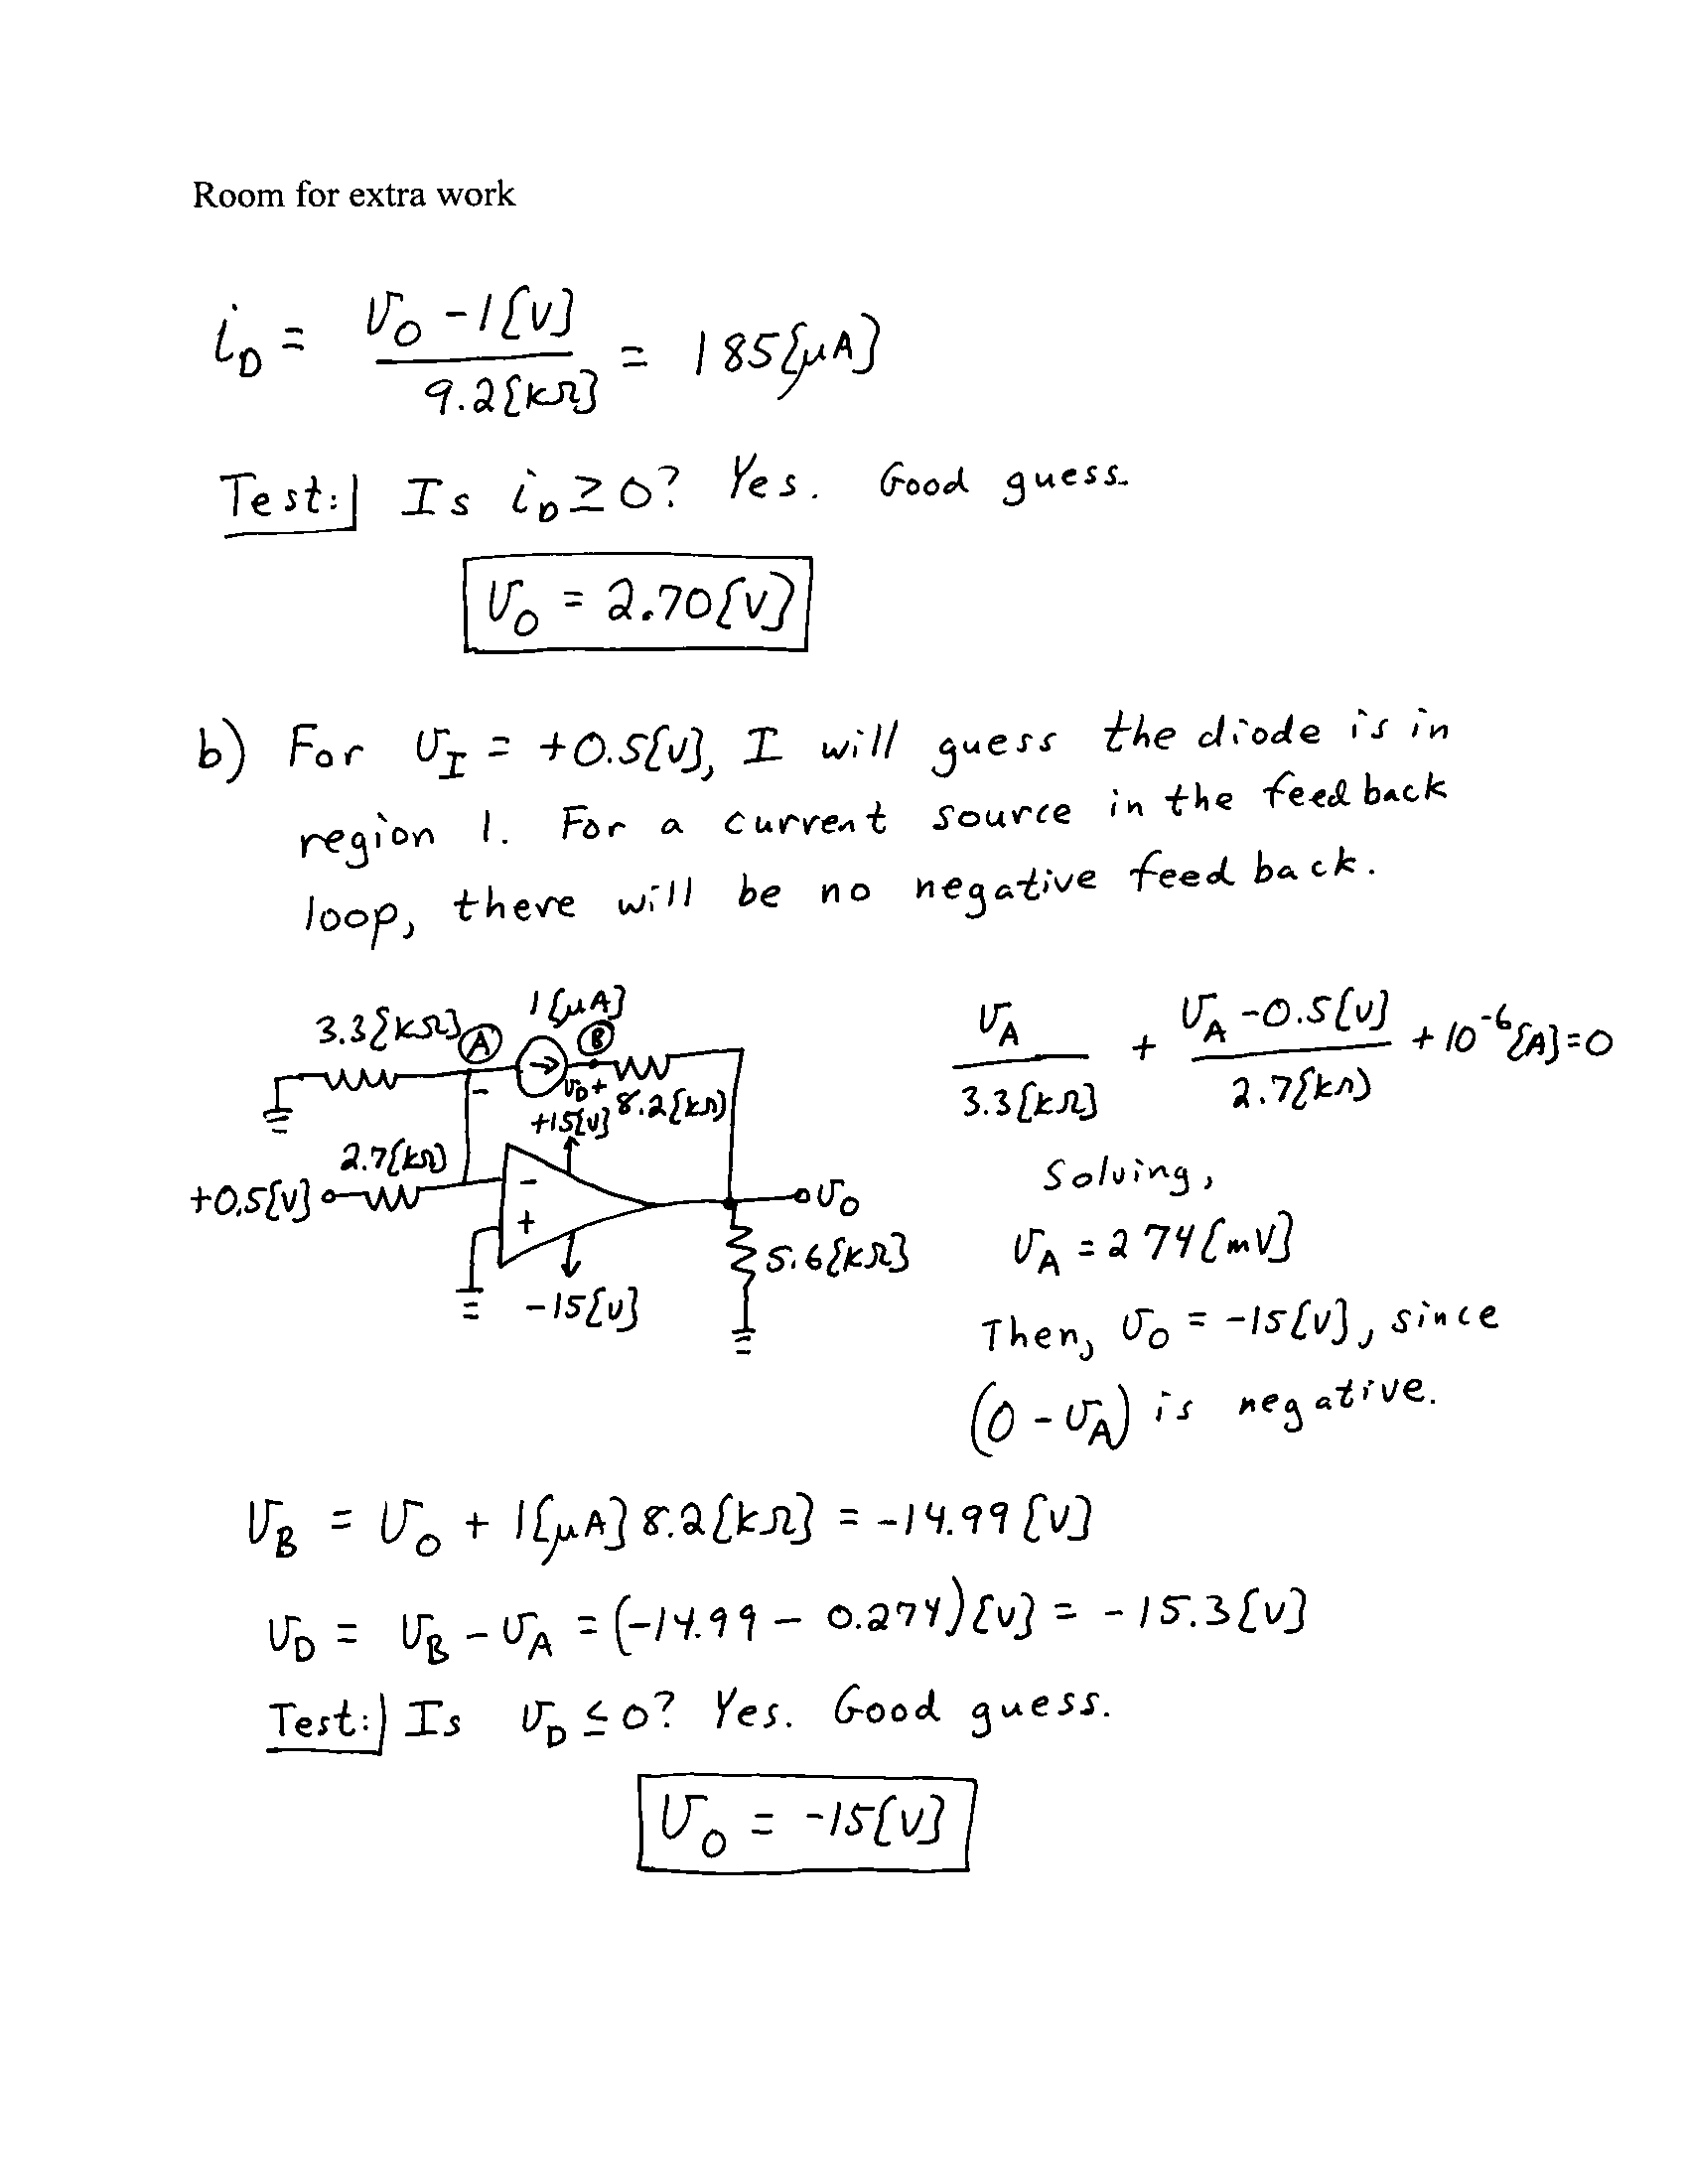 Room for extra work
i_D = (v_O - 1{V}) / 9.2{kΩ} = 185{μA}
Test: Is i_D ≥ 0? Yes. Good guess.
v_O = 2.70{V}
b) For v_I = +0.5{V}, I will guess the diode is in
region 1. For a current source in the feedback
loop, there will be no negative feedback.
1{μA}
3.3{kΩ} A B
- v_D +
8.2{kΩ}
+15{V}
2.7{kΩ}
+0.5{V}
-
+
v_O
5.6{kΩ}
-15{V}
v_A / 3.3{kΩ} + (v_A - 0.5{V}) / 2.7{kΩ} + 10^-6{A} = 0
Solving,
v_A = 274{mV}
Then, v_O = -15{V}, since
(0 - v_A) is negative.
v_B = v_O + 1{μA} 8.2{kΩ} = -14.99{V}
v_D = v_B - v_A = (-14.99 - 0.274){V} = -15.3{V}
Test: Is v_D ≤ 0? Yes. Good guess.
v_O = -15{V}